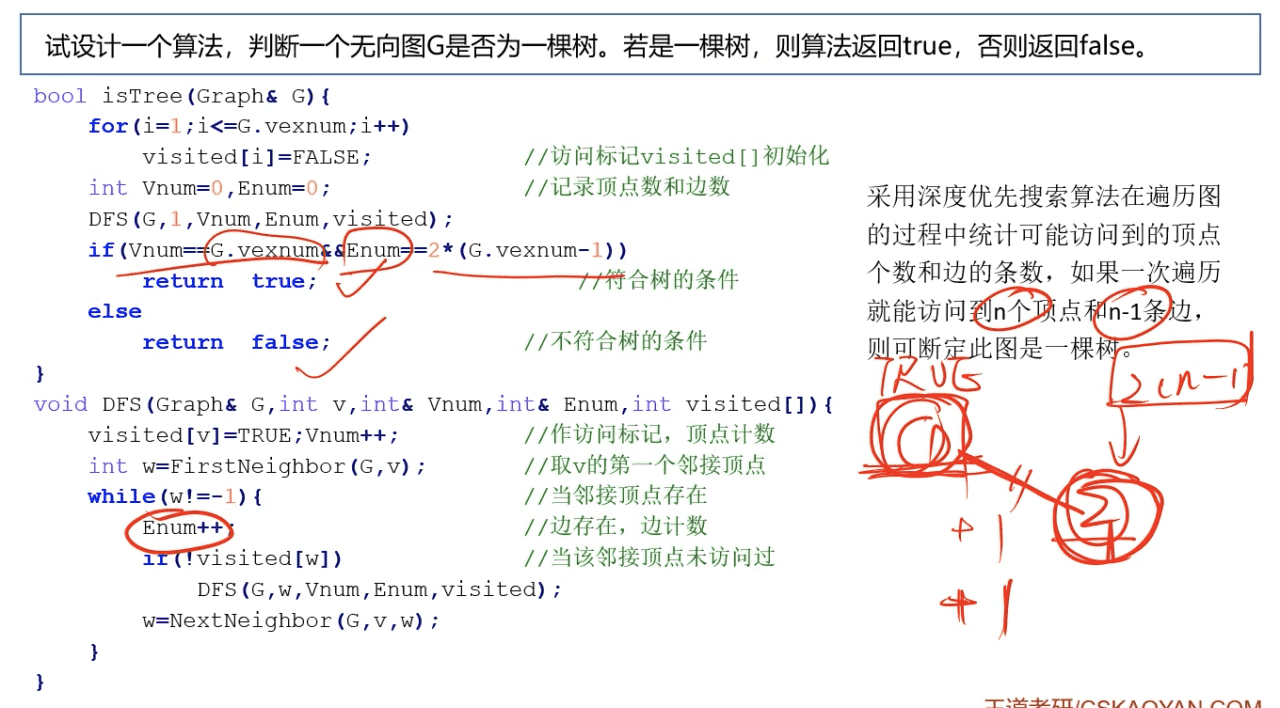 试设计一个算法，判断一个无向图G是否为一棵树。若是一棵树，则算法返回true，否则返回false。
bool isTree(Graph& G){
for(i=1;i<=G.vexnum;i++)
visited[i]=FALSE; //访问标记visited[]初始化
int Vnum=0,Enum=0; //记录顶点数和边数
DFS(G,1,Vnum,Enum,visited);
if(Vnum==G.vexnum&&Enum==2*(G.vexnum-1))
return true; //符合树的条件
else
return false; //不符合树的条件
}
void DFS(Graph& G,int v,int& Vnum,int& Enum,int visited[]){
visited[v]=TRUE;Vnum++; //作访问标记，顶点计数
int w=FirstNeighbor(G,v); //取v的第一个邻接顶点
while(w!=-1){ //当邻接顶点存在
Enum++; //边存在，边计数
if(!visited[w]) //当该邻接顶点未访问过
DFS(G,w,Vnum,Enum,visited);
w=NextNeighbor(G,v,w);
}
}
采用深度优先搜索算法在遍历图
的过程中统计可能访问到的顶点
个数和边的条数，如果一次遍历
就能访问到n个顶点和n-1条边，
则可断定此图是一棵树。
TRUE
2(n-1)
1
2
+1
+1
王道考研/CSKAOYAN.COM